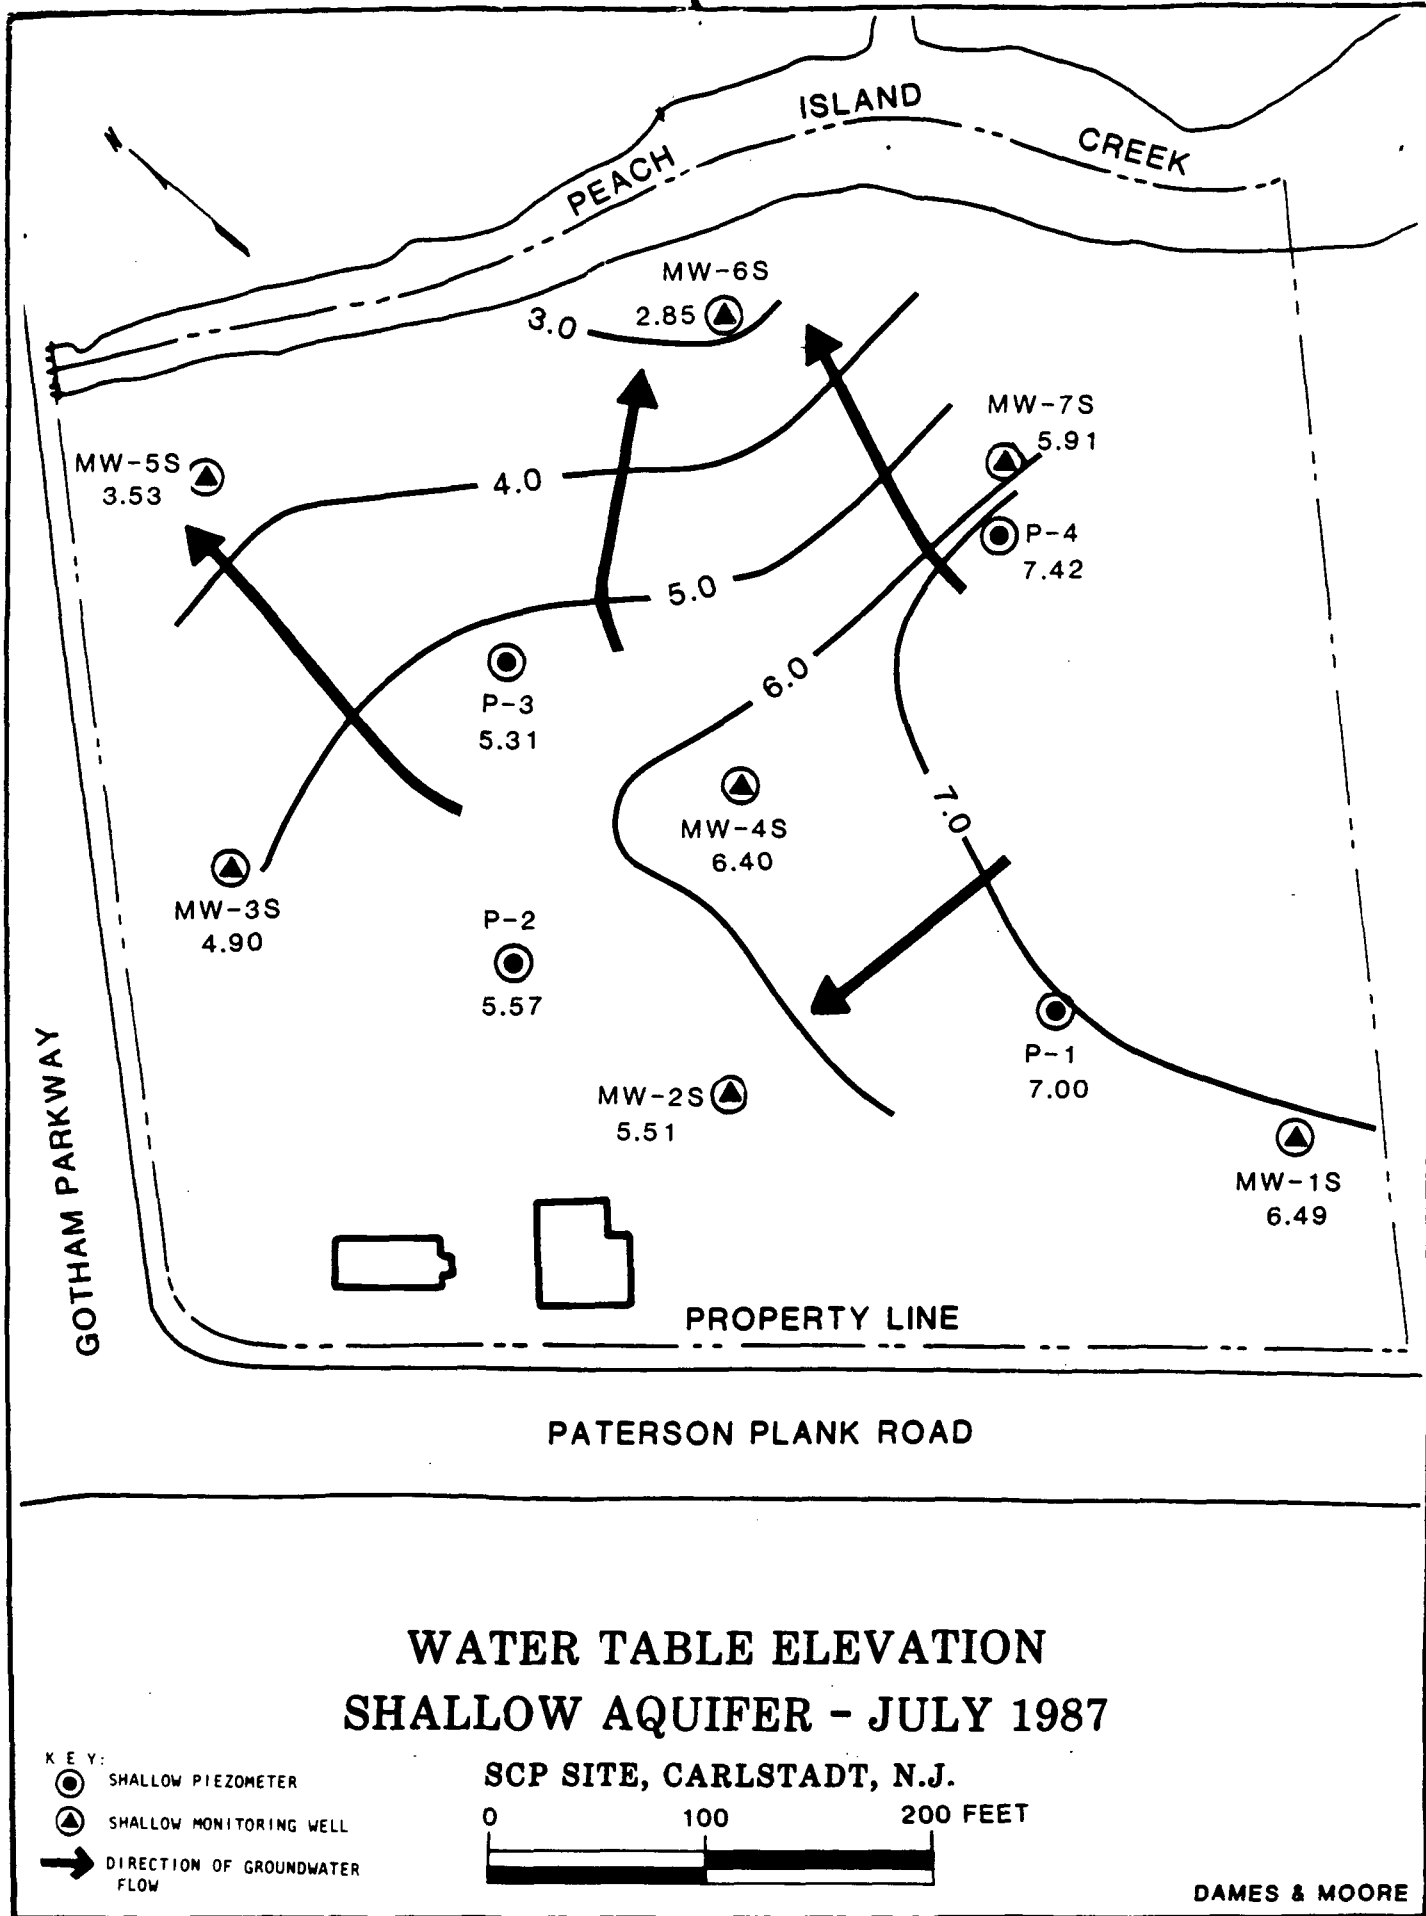 ISLAND
CREEK
PEACH
N
MW-6S
2.85
3.0
MW-7S
5.91
MW-5S
3.53
4.0
P-4
7.42
5.0
6.0
P-3
5.31
7.0
MW-4S
6.40
MW-3S
4.90
P-2
5.57
P-1
7.00
MW-2S
5.51
MW-1S
6.49
GOTHAM PARKWAY
PROPERTY LINE
PATERSON PLANK ROAD
WATER TABLE ELEVATION
SHALLOW AQUIFER - JULY 1987
SCP SITE, CARLSTADT, N.J.
KEY:
SHALLOW PIEZOMETER
SHALLOW MONITORING WELL
DIRECTION OF GROUNDWATER
FLOW
0 100 200 FEET
DAMES & MOORE